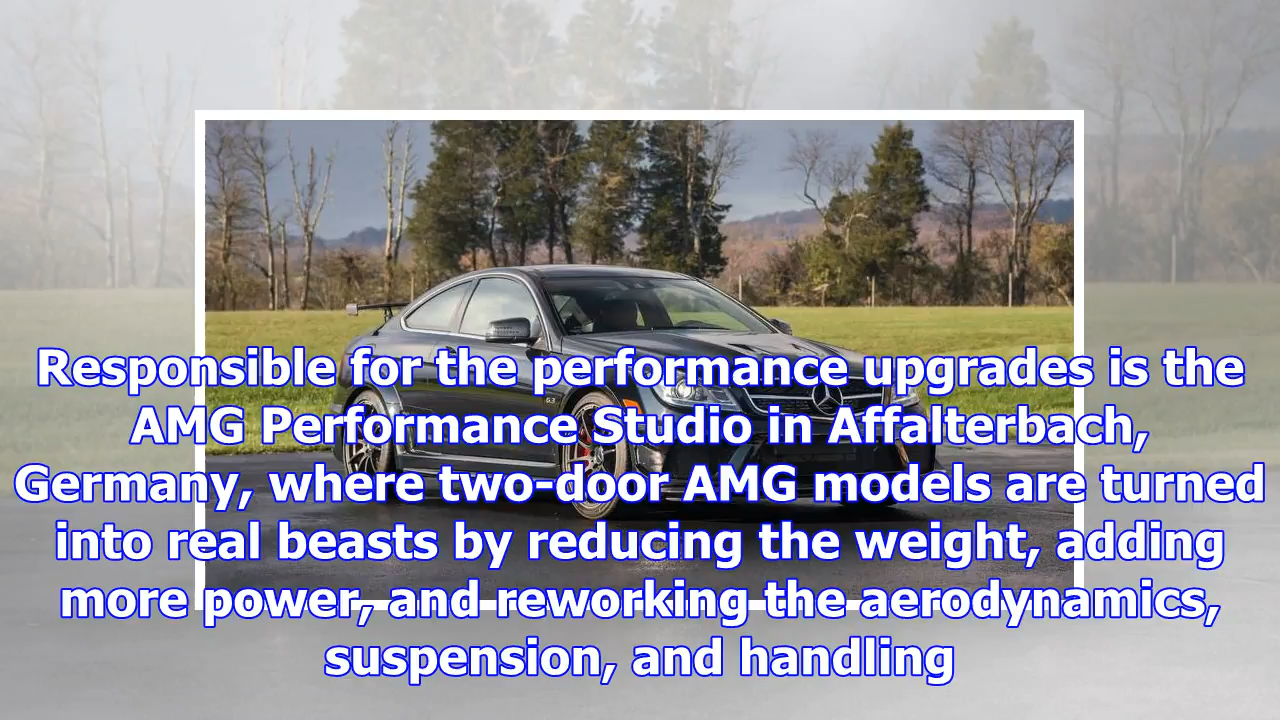 Responsible for the performance upgrades is the
AMG Performance Studio in Affalterbach,
Germany, where two-door AMG models are turned
into real beasts by reducing the weight, adding
more power, and reworking the aerodynamics,
suspension, and handling